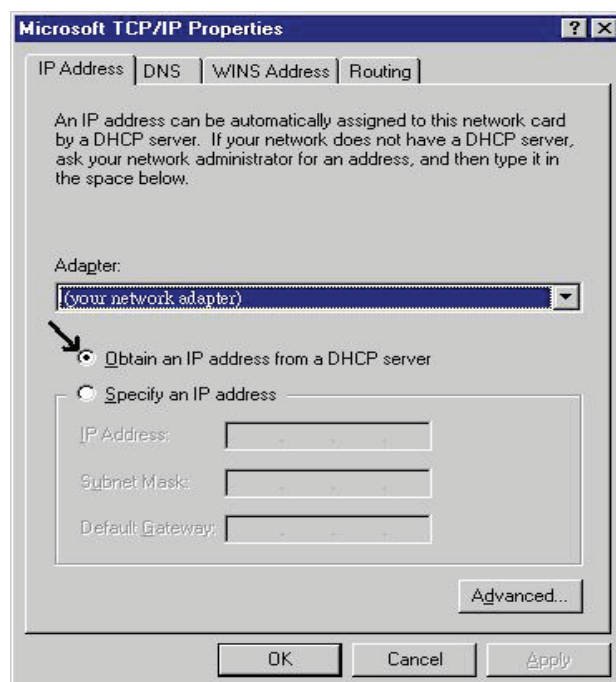 Microsoft TCP/IP Properties
IP Address DNS WINS Address Routing
An IP address can be automatically assigned to this network card
by a DHCP server. If your network does not have a DHCP server,
ask your network administrator for an address, and then type it in
the space below.
Adapter:
(your network adapter)
Obtain an IP address from a DHCP server
Specify an IP address
IP Address:
Subnet Mask:
Default Gateway:
Advanced...
OK Cancel Apply